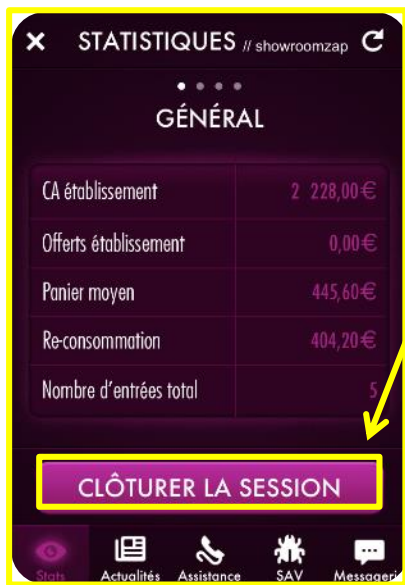 × STATISTIQUES // showroomzap
GÉNÉRAL
CA établissement 2 228,00€
Offerts établissement 0,00€
Panier moyen 445,60€
Re-consommation 404,20€
Nombre d'entrées total 5
CLÔTURER LA SESSION
Stats Actualités Assistance SAV Messageri